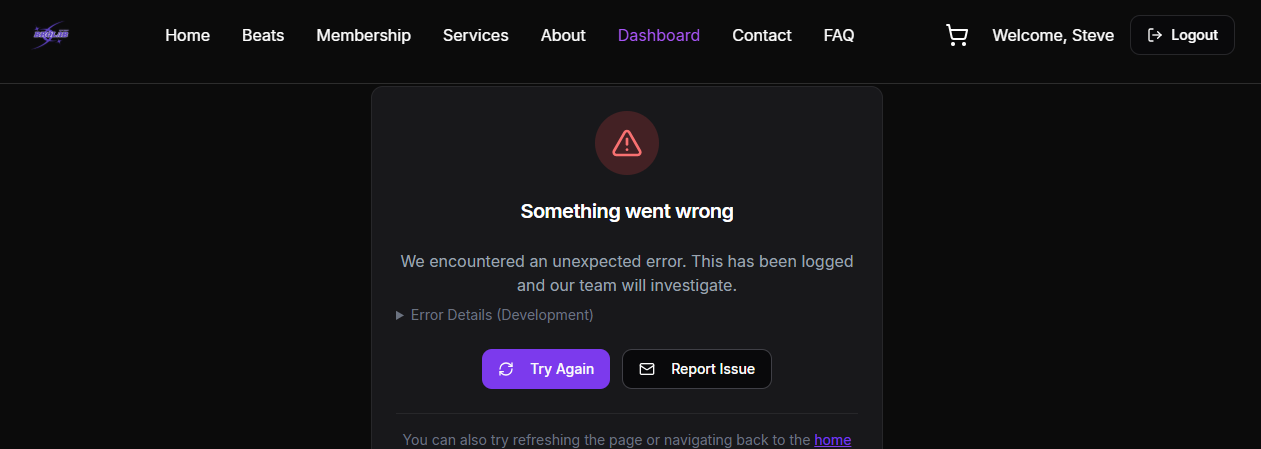 Home Beats Membership Services About Dashboard Contact FAQ Welcome, Steve Logout
Something went wrong
We encountered an unexpected error. This has been logged
and our team will investigate.
Error Details (Development)
Try Again Report Issue
You can also try refreshing the page or navigating back to the home